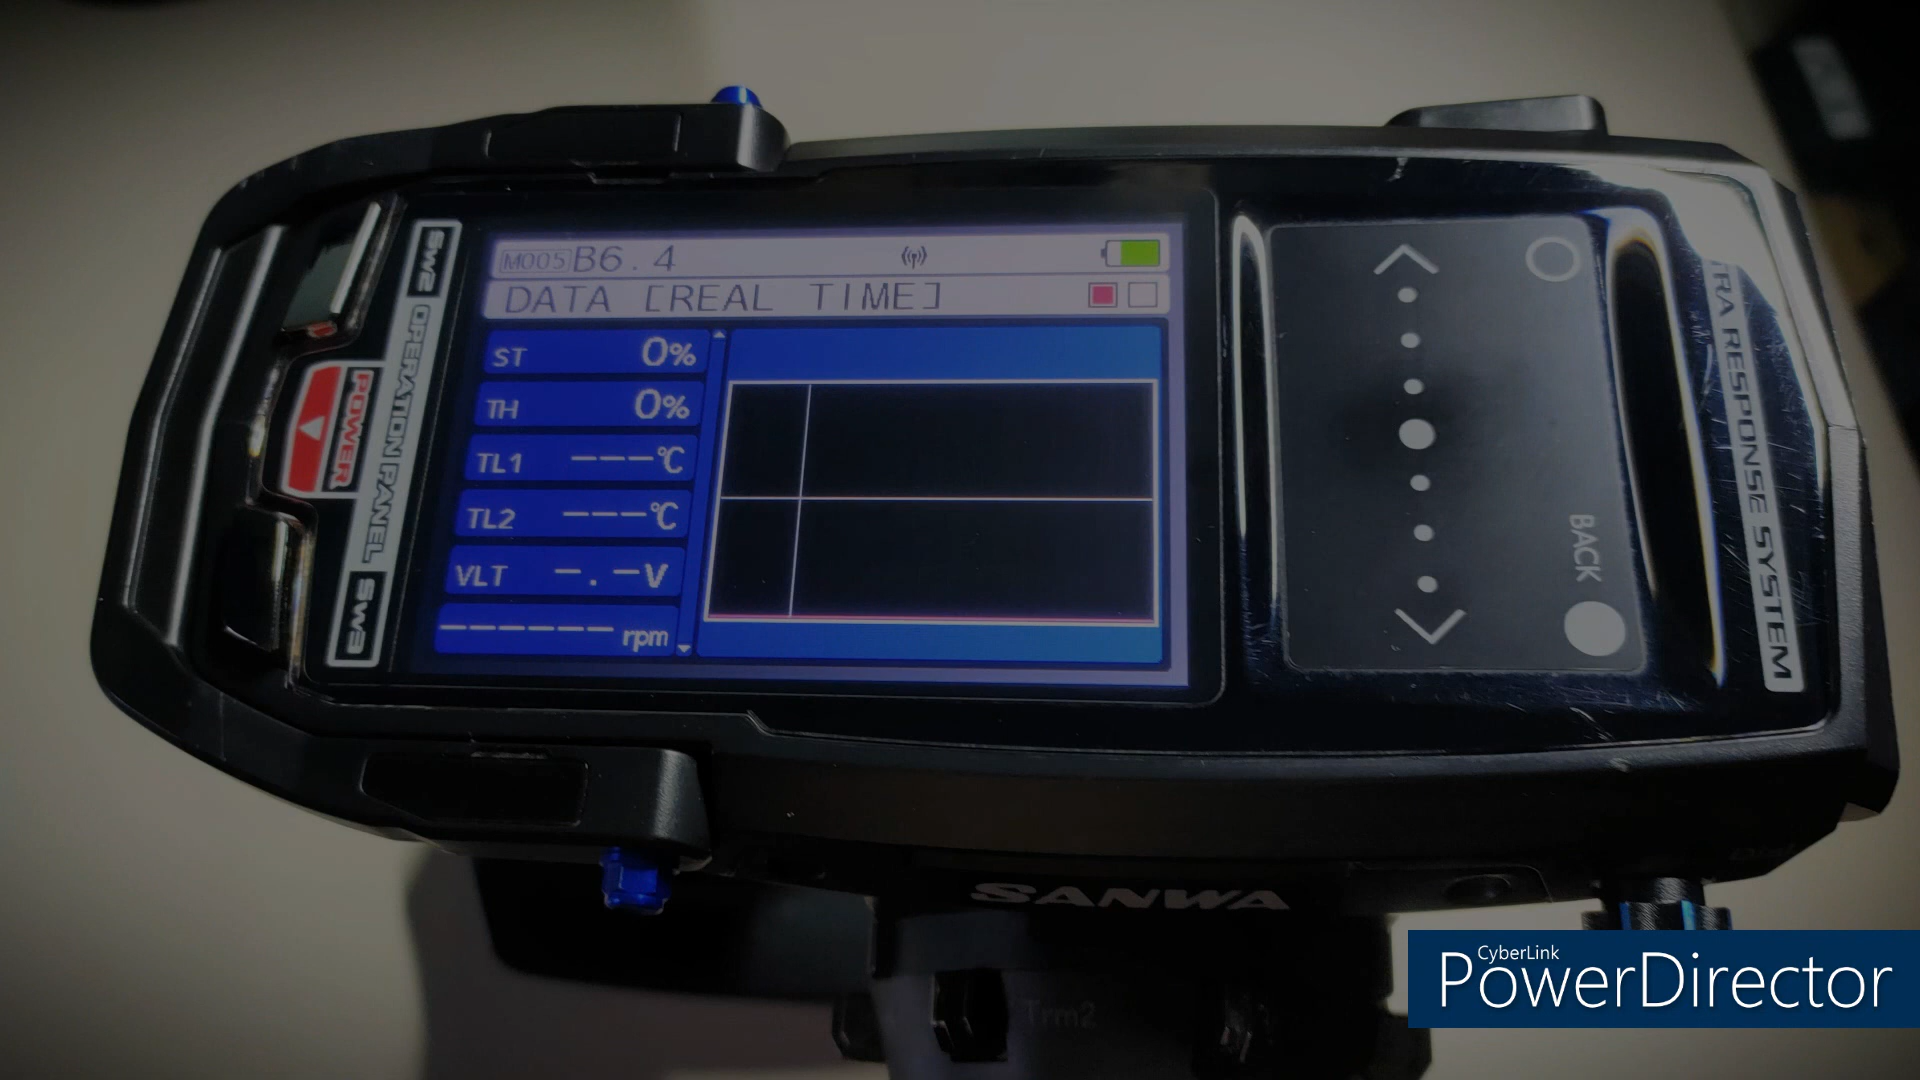 M005 B6.4
DATA [REAL TIME]
ST 0%
TH 0%
TL1 ---℃
TL2 ---℃
VLT -.-V
------rpm
SW2
OPERATION PANEL
SW3
POWER
BACK
RESPONSE SYSTEM
SANWA
Trm2
CyberLink
PowerDirector